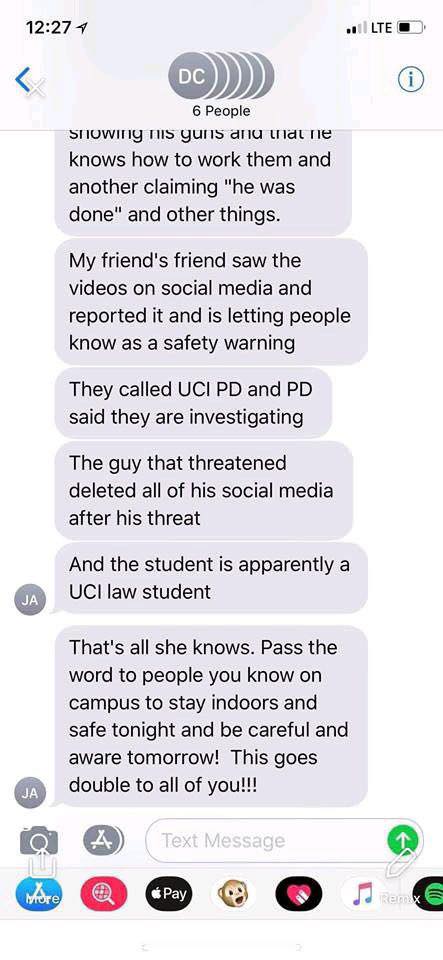 12:27
LTE
DC
6 People
showing his guns and that he
knows how to work them and
another claiming "he was
done" and other things.
My friend's friend saw the
videos on social media and
reported it and is letting people
know as a safety warning
They called UCI PD and PD
said they are investigating
The guy that threatened
deleted all of his social media
after his threat
And the student is apparently a
UCI law student
JA
That's all she knows. Pass the
word to people you know on
campus to stay indoors and
safe tonight and be careful and
aware tomorrow!  This goes
double to all of you!!!
JA
Text Message
More
Pay
Remix